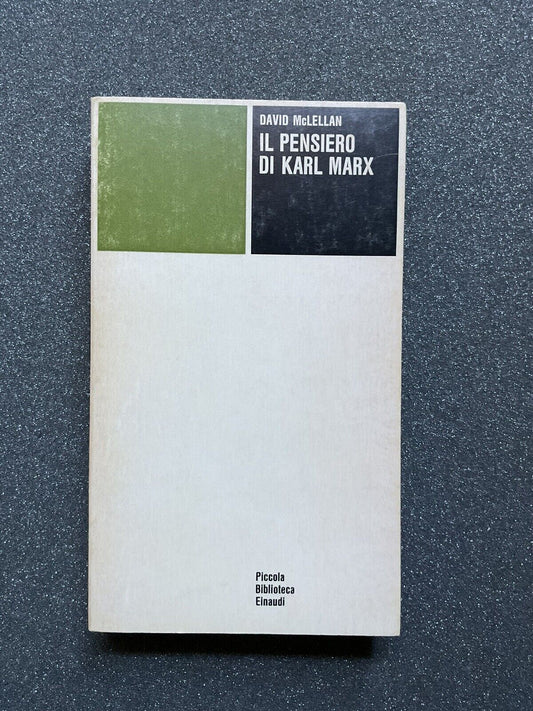 DAVID McLELLAN
IL PENSIERO
DI KARL MARX
Piccola
Biblioteca
Einaudi